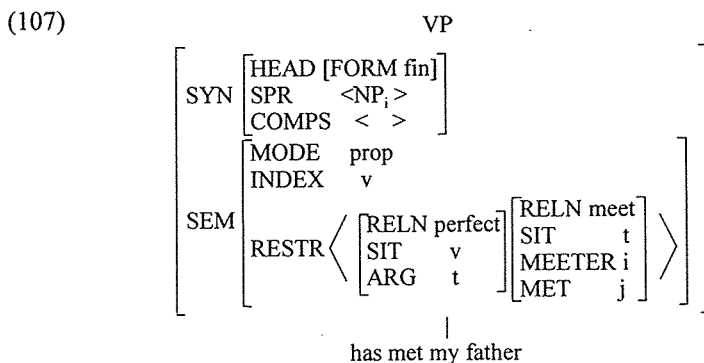 (107) VP
HEAD [FORM fin]
SYN SPR <NPi >
COMPS < >
MODE prop
INDEX v
SEM RESTR < RELN perfect RELN meet >
SIT v SIT t
ARG t MEETER i
MET j
has met my father